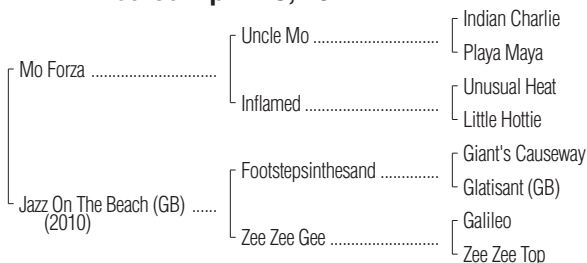 Indian Charlie
Uncle Mo
Playa Maya
Mo Forza
Unusual Heat
Inflamed
Little Hottie
Giant's Causeway
Footstepsinthesand
Glatisant (GB)
Jazz On The Beach (GB)
(2010)
Galileo
Zee Zee Gee
Zee Zee Top